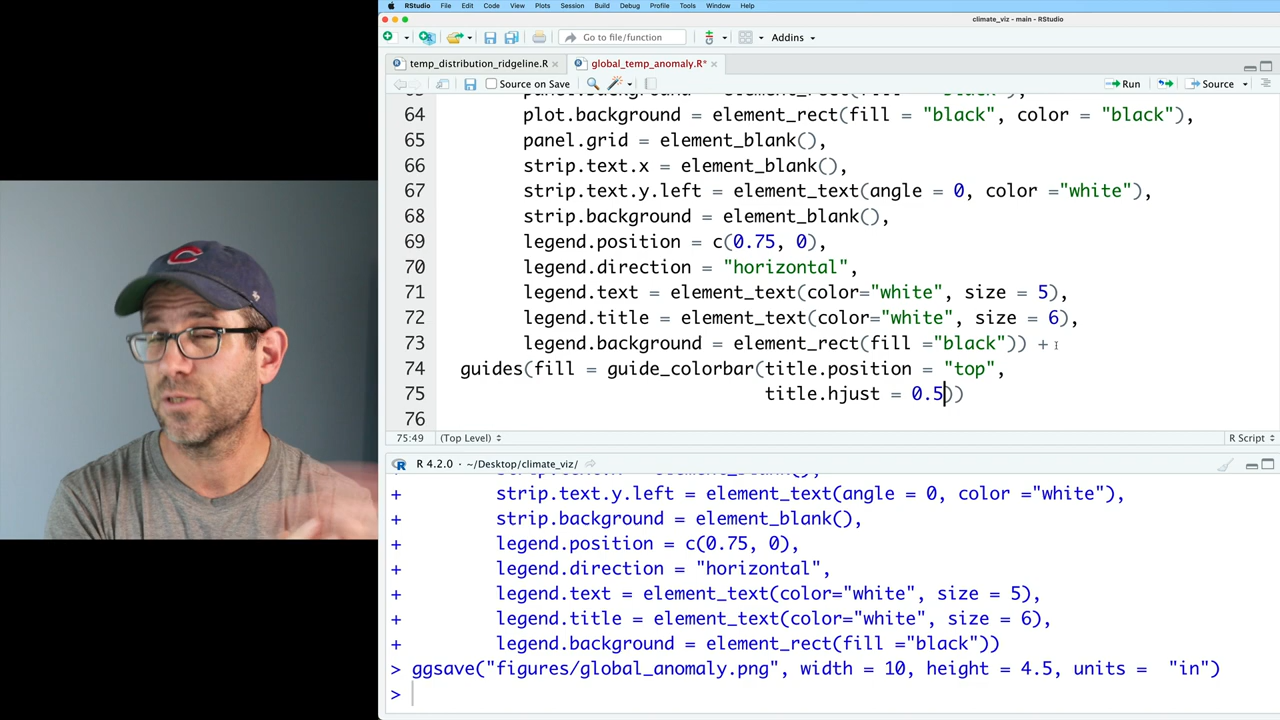 RStudio File Edit Code View Plots Session Build Debug Profile Tools Window Help
climate_viz - main - RStudio
Go to file/function Addins
temp_distribution_ridgeline.R global_temp_anomaly.R*
Source on Save Run Source
64 plot.background = element_rect(fill = "black", color = "black"),
65 panel.grid = element_blank(),
66 strip.text.x = element_blank(),
67 strip.text.y.left = element_text(angle = 0, color ="white"),
68 strip.background = element_blank(),
69 legend.position = c(0.75, 0),
70 legend.direction = "horizontal",
71 legend.text = element_text(color="white", size = 5),
72 legend.title = element_text(color="white", size = 6),
73 legend.background = element_rect(fill ="black")) +
74 guides(fill = guide_colorbar(title.position = "top",
75 title.hjust = 0.5))
76
75:49 (Top Level) R Script
R 4.2.0 · ~/Desktop/climate_viz/
+ strip.text.y.left = element_text(angle = 0, color ="white"),
+ strip.background = element_blank(),
+ legend.position = c(0.75, 0),
+ legend.direction = "horizontal",
+ legend.text = element_text(color="white", size = 5),
+ legend.title = element_text(color="white", size = 6),
+ legend.background = element_rect(fill ="black"))
> ggsave("figures/global_anomaly.png", width = 10, height = 4.5, units = "in")
>